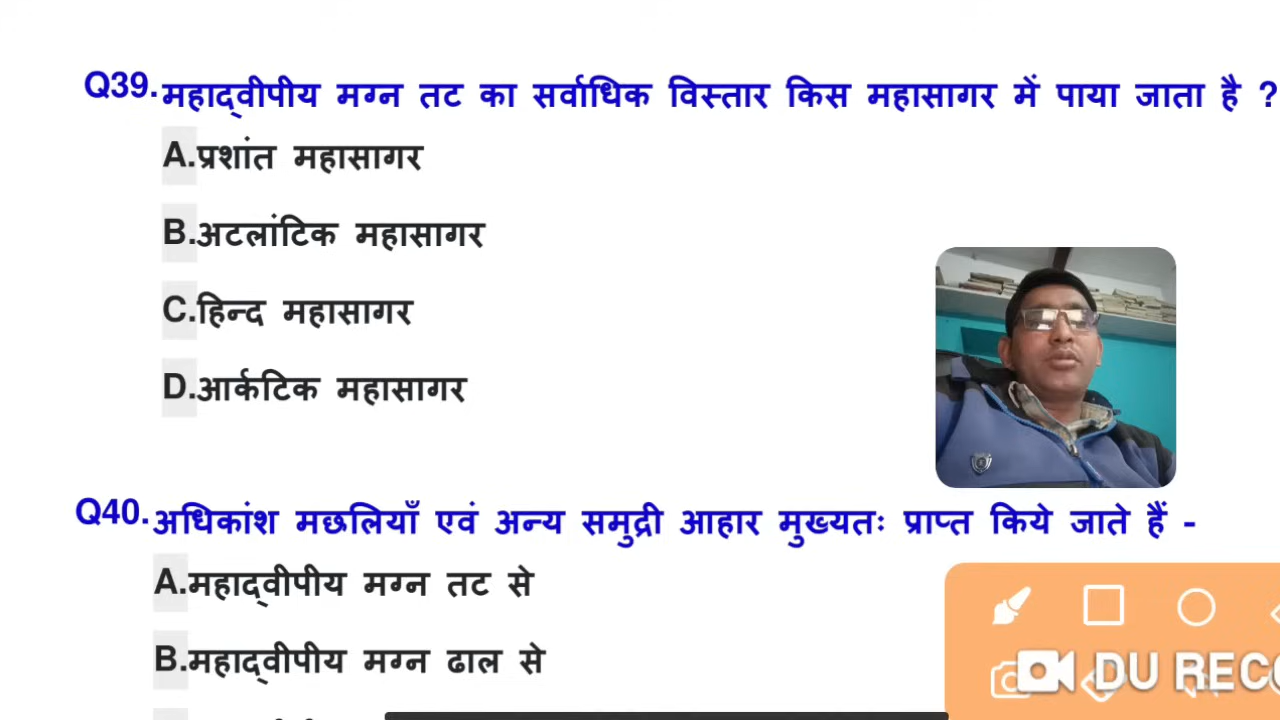 Q39. महाद्वीपीय मग्न तट का सर्वाधिक विस्तार किस महासागर में पाया जाता है ?
A.प्रशांत महासागर
B.अटलांटिक महासागर
C.हिन्द महासागर
D.आर्कटिक महासागर
Q40. अधिकांश मछलियाँ एवं अन्य समुद्री आहार मुख्यतः प्राप्त किये जाते हैं -
A.महाद्वीपीय मग्न तट से
B.महाद्वीपीय मग्न ढाल से
DU REC